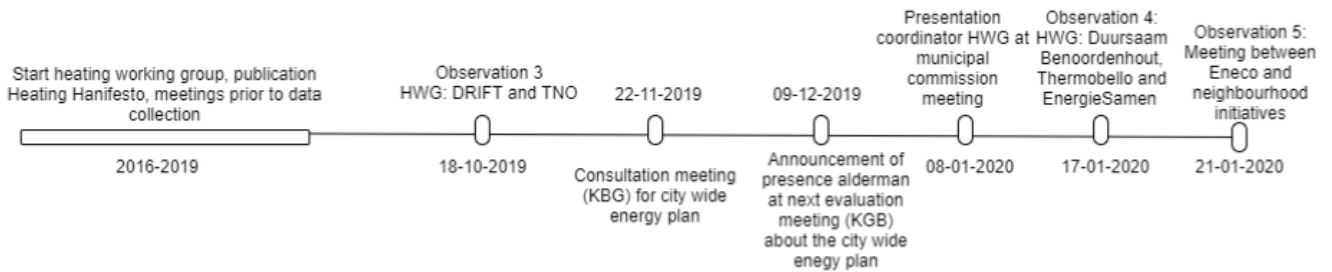 Start heating working group, publication
Heating Hanifesto, meetings prior to data
collection
2016-2019
Observation 3
HWG: DRIFT and TNO
18-10-2019
22-11-2019
Consultation meeting
(KBG) for city wide
energy plan
09-12-2019
Announcement of
presence alderman
at next evaluation
meeting (KGB)
about the city wide
enegy plan
Presentation
coordinator HWG at
municipal
commission
meeting
08-01-2020
Observation 4:
HWG: Duursaam
Benoordenhout,
Thermobello and
EnergieSamen
17-01-2020
Observation 5:
Meeting between
Eneco and
neighbourhood
initiatives
21-01-2020